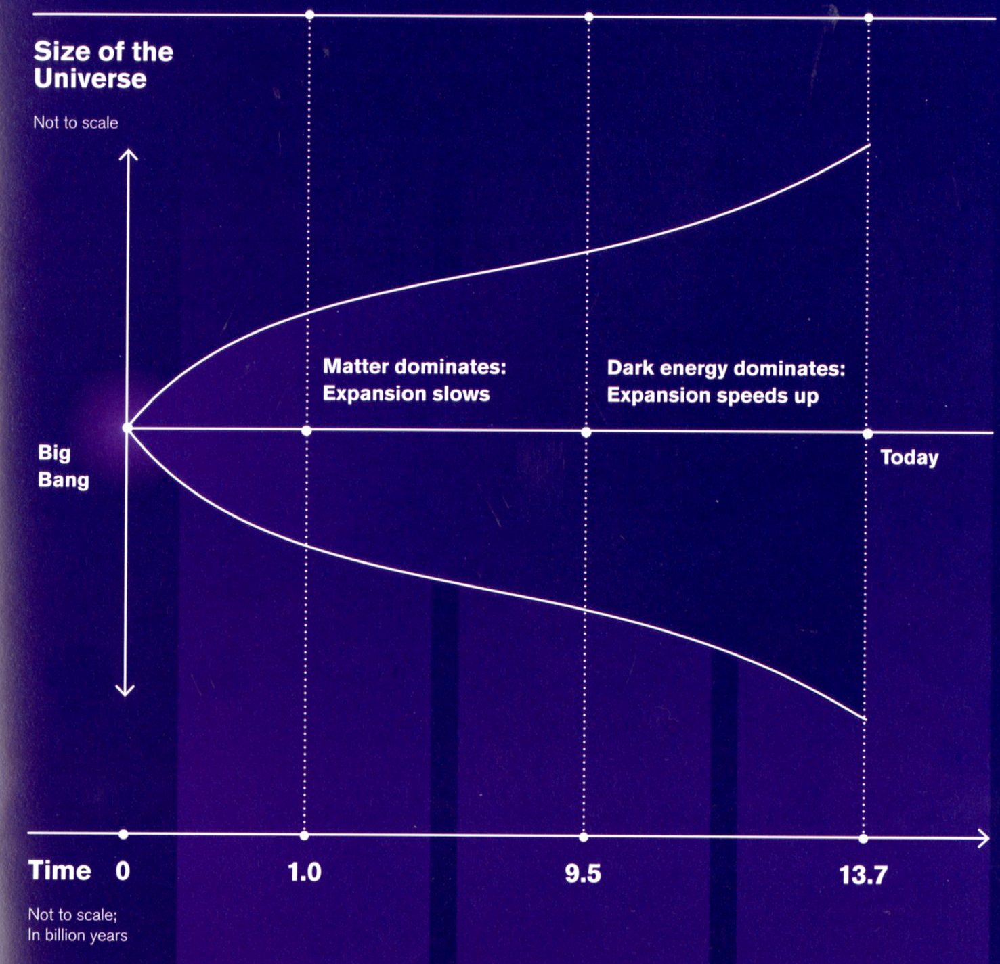 Size of the
Universe
Not to scale
Matter dominates:
Expansion slows
Dark energy dominates:
Expansion speeds up
Big
Bang
Today
Time 0 1.0 9.5 13.7
Not to scale;
In billion years